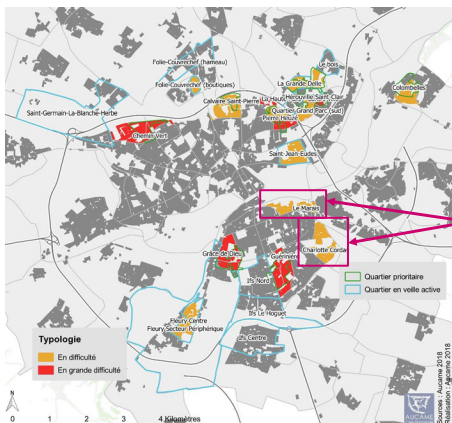 Folie-Couvrechef (hameau)
Le bois
La Grande Delle
Folie-Couvrechef (boutiques)
Colombelles
Calvaire Saint-Pierre
La Haute
Hérouville-Saint-Clair
Saint-Germain-La-Blanche-Herbe
Quartier Grand Parc (sud)
Pierre Heuzé
Chemin Vert
Saint-Jean-Eudes
Le Marais
Charlotte Corday
Grâce de Dieu
Guérinière
Ifs Nord
Quartier prioritaire
Quartier en veille active
Ifs Le Hoguet
Fleury Centre
Fleury Secteur Périphérique
Ifs Centre
Typologie
En difficulté
En grande difficulté
N
0 1 2 3 4 Kilomètres
Sources : Aucame 2018
Réalisation : Aucame 2018
AUCAME